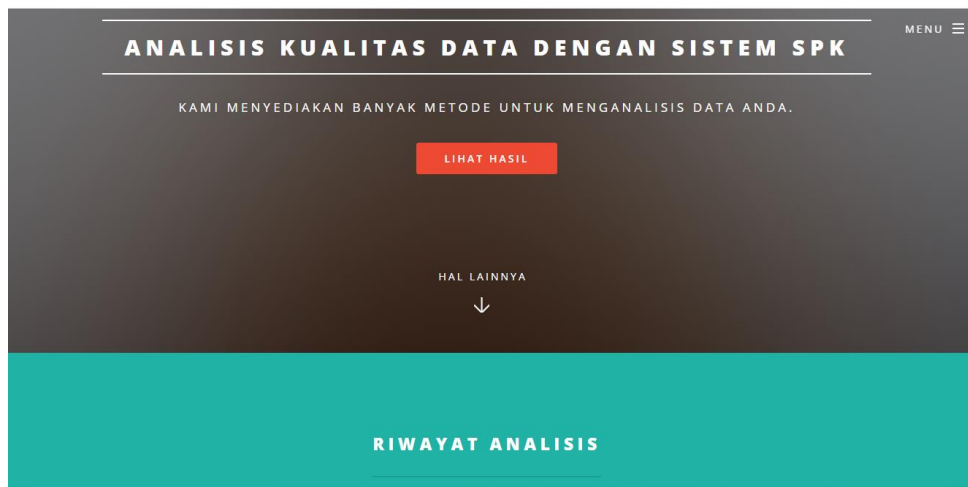 MENU
ANALISIS KUALITAS DATA DENGAN SISTEM SPK
KAMI MENYEDIAKAN BANYAK METODE UNTUK MENGANALISIS DATA ANDA.
LIHAT HASIL
HAL LAINNYA
RIWAYAT ANALISIS